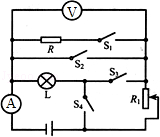 V
R S₁
S₂
L S₃
A S₄ R₁